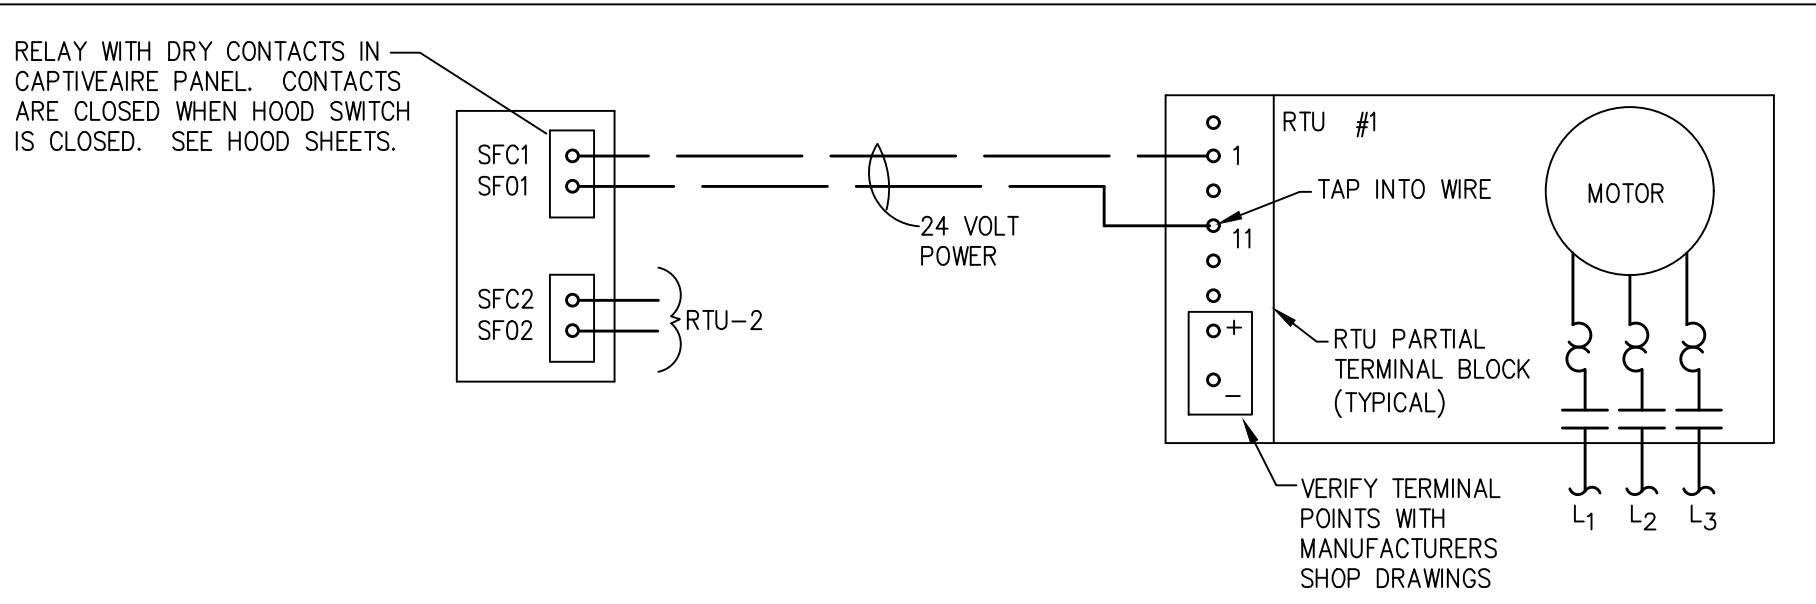 RELAY WITH DRY CONTACTS IN
CAPTIVEAIRE PANEL. CONTACTS
ARE CLOSED WHEN HOOD SWITCH
IS CLOSED. SEE HOOD SHEETS.
SFC1
SFO1
SFC2
SFO2
RTU-2
24 VOLT
POWER
RTU #1
1
TAP INTO WIRE
11
+
-
RTU PARTIAL
TERMINAL BLOCK
(TYPICAL)
VERIFY TERMINAL
POINTS WITH
MANUFACTURERS
SHOP DRAWINGS
MOTOR
L1 L2 L3